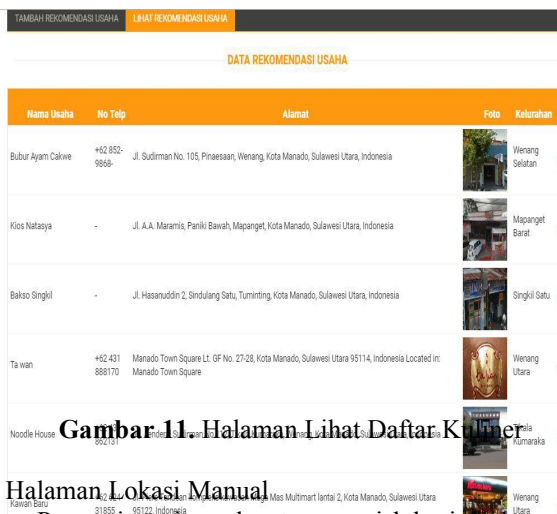 TAMBAH REKOMENDASI USAHA LIHAT REKOMENDASI USAHA
DATA REKOMENDASI USAHA
Nama Usaha No Telp Alamat Foto Kelurahan
Bubur Ayam Cakwe +62 852-9868- Jl. Sudirman No. 105, Pinaesaan, Wenang, Kota Manado, Sulawesi Utara, Indonesia Wenang Selatan
Kios Natasya - Jl. A.A. Maramis, Paniki Bawah, Mapanget, Kota Manado, Sulawesi Utara, Indonesia Mapanget Barat
Bakso Singkil - Jl. Hasanuddin 2, Sindulang Satu, Tuminting, Kota Manado, Sulawesi Utara, Indonesia Singkil Satu
Ta wan +62 431 888170 Manado Town Square Lt. GF No. 27-28, Kota Manado, Sulawesi Utara 95114, Indonesia Located in: Manado Town Square Wenang Utara
Noodle House 862131 Kumaraka
Gambar 11. Halaman Lihat Daftar Kuliner
Halaman Lokasi Manual
Kawan Baru 31855 Mas Multimart lantai 2, Kota Manado, Sulawesi Utara 95122, Indonesia Wenang Utara